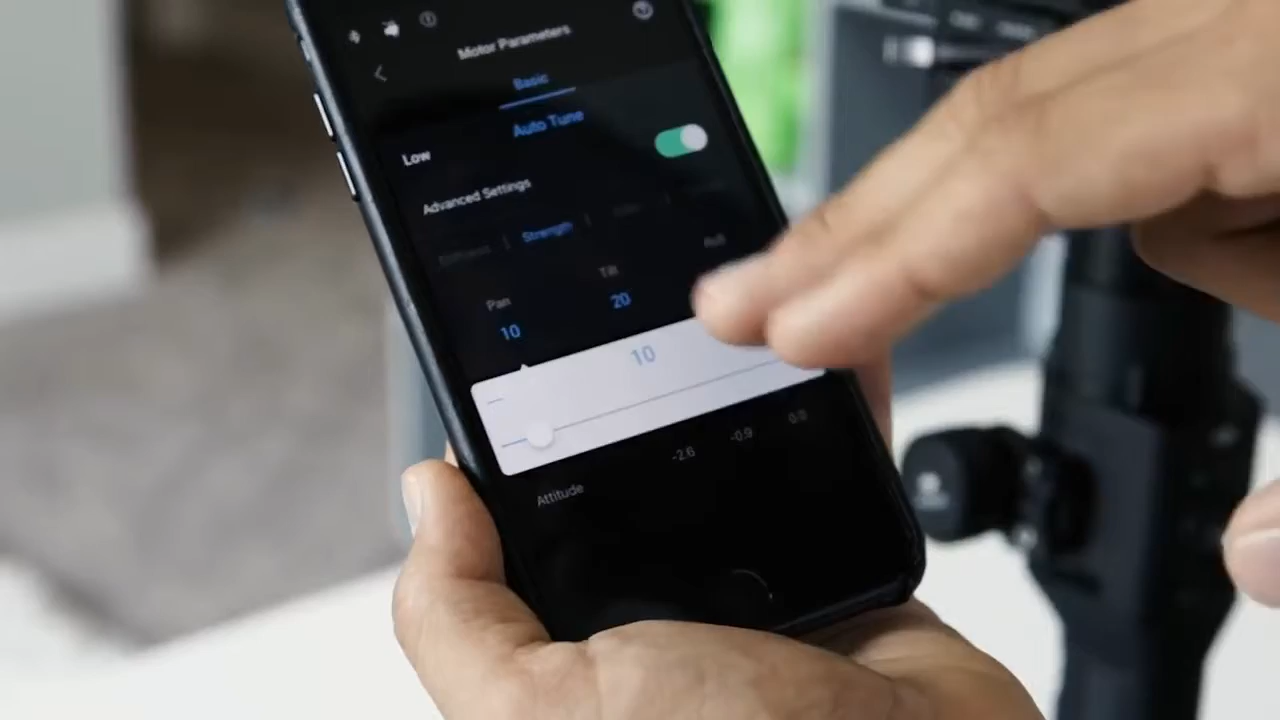 Motor Parameters
Basic
Auto Tune
Low
Advanced Settings
Strength
Pan Tilt Roll
10 20
10
Attitude -2.6 -0.9 0.0